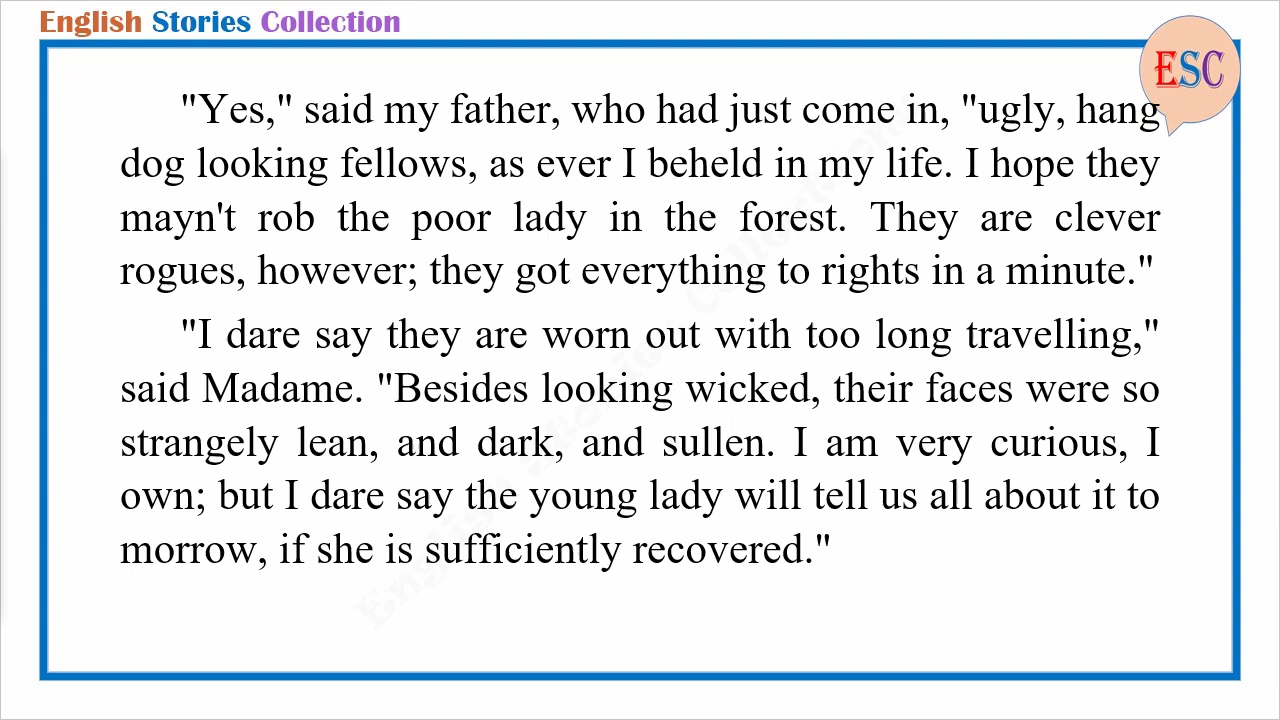 English Stories Collection
ESC
"Yes," said my father, who had just come in, "ugly, hang
dog looking fellows, as ever I beheld in my life. I hope they
mayn't rob the poor lady in the forest. They are clever
rogues, however; they got everything to rights in a minute."
"I dare say they are worn out with too long travelling,"
said Madame. "Besides looking wicked, their faces were so
strangely lean, and dark, and sullen. I am very curious, I
own; but I dare say the young lady will tell us all about it to
morrow, if she is sufficiently recovered."
English Stories Collection